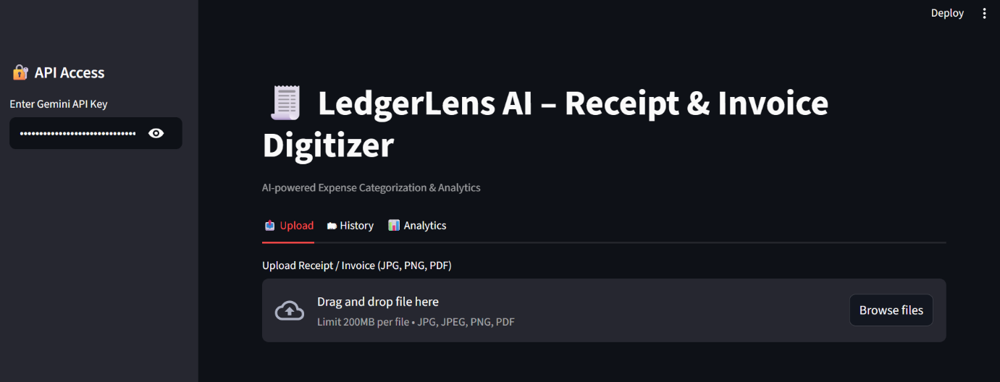 Deploy
API Access
Enter Gemini API Key
••••••••••••••••••••••••••••••
LedgerLens AI – Receipt & Invoice
Digitizer
AI-powered Expense Categorization & Analytics
Upload History Analytics
Upload Receipt / Invoice (JPG, PNG, PDF)
Drag and drop file here
Limit 200MB per file • JPG, JPEG, PNG, PDF
Browse files